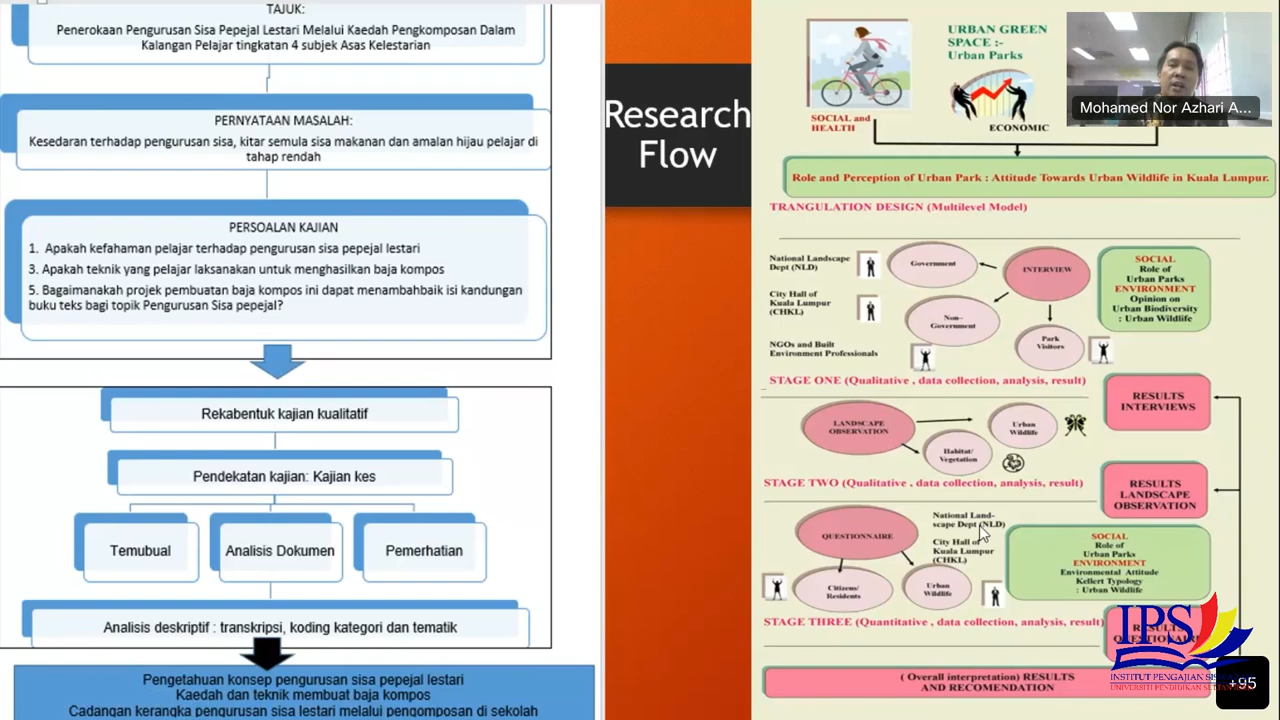 TAJUK:
Penerokaan Pengurusan Sisa Pepejal Lestari Melalui Kaedah Pengkomposan Dalam
Kalangan Pelajar tingkatan 4 subjek Asas Kelestarian
PERNYATAAN MASALAH:
Kesedaran terhadap pengurusan sisa, kitar semula sisa makanan dan amalan hijau pelajar di
tahap rendah
PERSOALAN KAJIAN
1. Apakah kefahaman pelajar terhadap pengurusan sisa pepejal lestari
3. Apakah teknik yang pelajar laksanakan untuk menghasilkan baja kompos
5. Bagaimanakah projek pembuatan baja kompos ini dapat menambahbaik kandungan
buku teks bagi topik Pengurusan Sisa pepejal?
Rekabentuk kajian kualitatif
Pendekatan kajian: Kajian kes
Temubual
Analisis Dokumen
Pemerhatian
Analisis deskriptif : transkripsi, koding kategori dan tematik
Pengetahuan konsep pengurusan sisa pepejal lestari
Kaedah dan teknik membuat baja kompos
Cadangan kerangka pengurusan sisa lestari melalui pengomposan di sekolah
Research
Flow
URBAN GREEN
SPACE :-
Urban Parks
SOCIAL and
HEALTH
ECONOMIC
Mohamed Nor Azhari A...
Role and Perception of Urban Park : Attitude Towards Urban Wildlife in Kuala Lumpur.
TRANGULATION DESIGN (Multilevel Model)
National Landscape
Dept (NLD)
City Hall of
Kuala Lumpur
(CHKL)
NGOs and Built
Environment Professionals
Government
INTERVIEW
Non-
Government
Park
Visitors
SOCIAL
Role of
Urban Parks
ENVIRONMENT
Opinion on
Urban Biodiversity
: Urban Wildlife
STAGE ONE (Qualitative , data collection, analysis, result)
RESULTS
INTERVIEWS
LANDSCAPE
OBSERVATION
Urban
Wildlife
Habitat/
Vegetation
STAGE TWO (Qualitative , data collection, analysis, result)
RESULTS
LANDSCAPE
OBSERVATION
QUESTIONNAIRE
National Land-
scape Dept (NLD)
City Hall of
Kuala Lumpur
(CHKL)
Citizens/
Residents
Urban
Wildlife
SOCIAL
Role of
Urban Parks
ENVIRONMENT
Environmental Attitude
Kellert Typology
: Urban Wildlife
STAGE THREE (Quantitative , data collection, analysis, result)
( Overall interpretation) RESULTS
AND RECOMENDATION
IPS
INSTITUT PENGAJIAN
UNIVERSITI PENDIDIKAN
+95